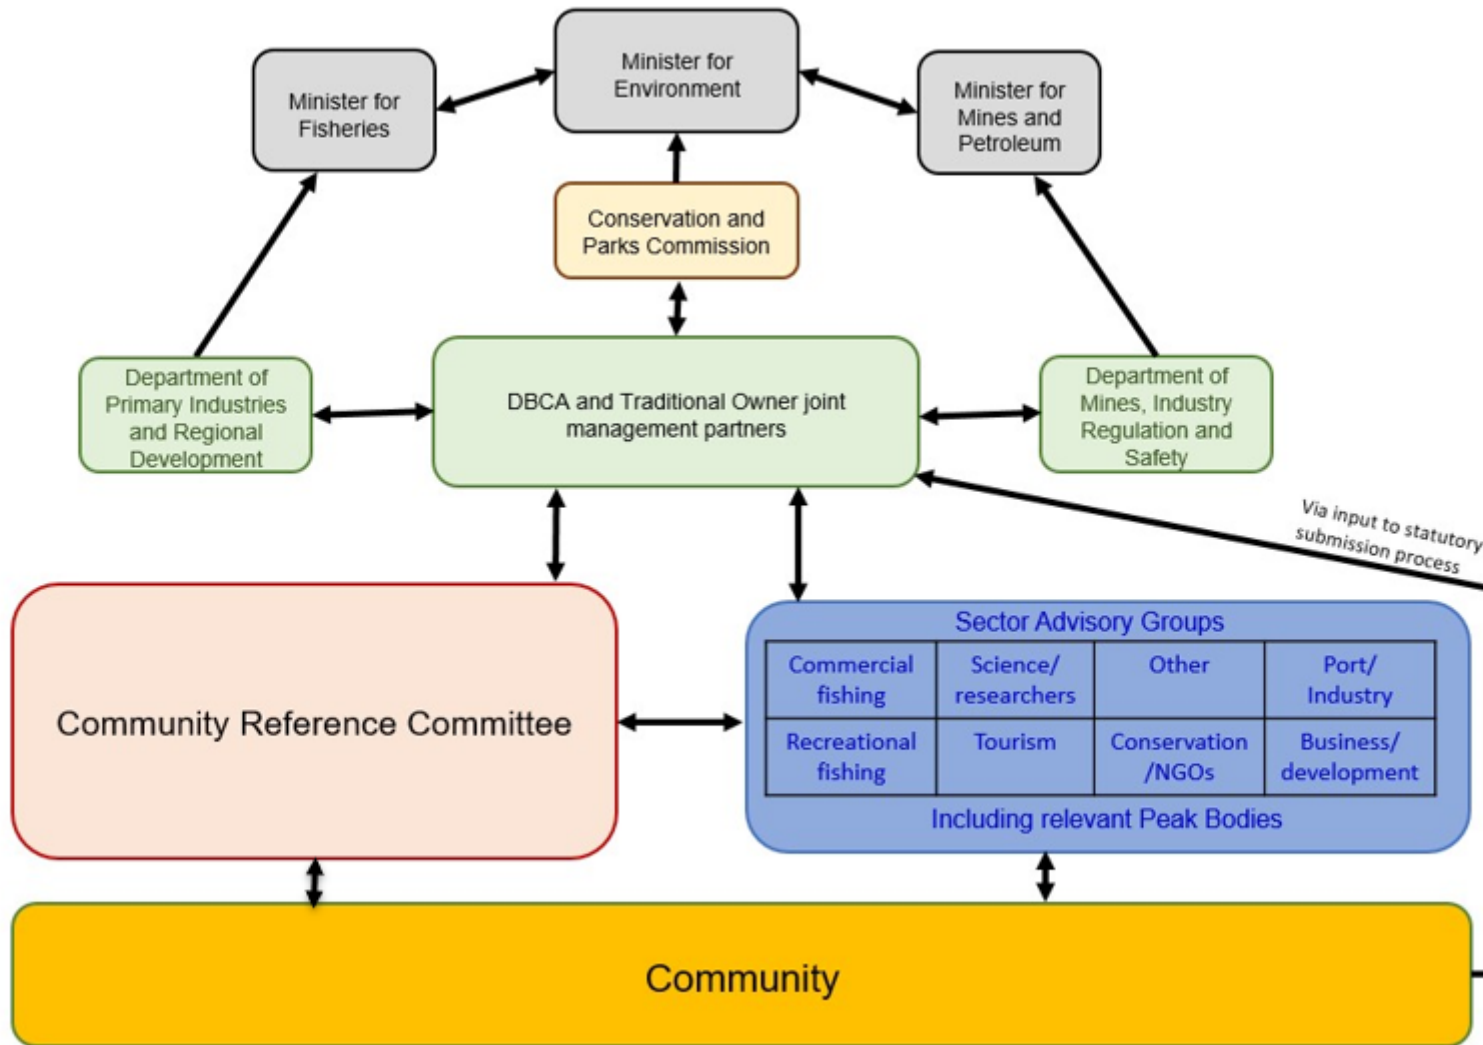 Minister for
Environment
Minister for
Fisheries
Minister for
Mines and
Petroleum
Conservation and
Parks Commission
Department of
Primary Industries
and Regional
Development
DBCA and Traditional Owner joint
management partners
Department of
Mines, Industry
Regulation and
Safety
Via input to statutory
submission process
Community Reference Committee
Sector Advisory Groups
Commercial
fishing
Science/
researchers
Other
Port/
Industry
Recreational
fishing
Tourism
Conservation
/NGOs
Business/
development
Including relevant Peak Bodies
Community